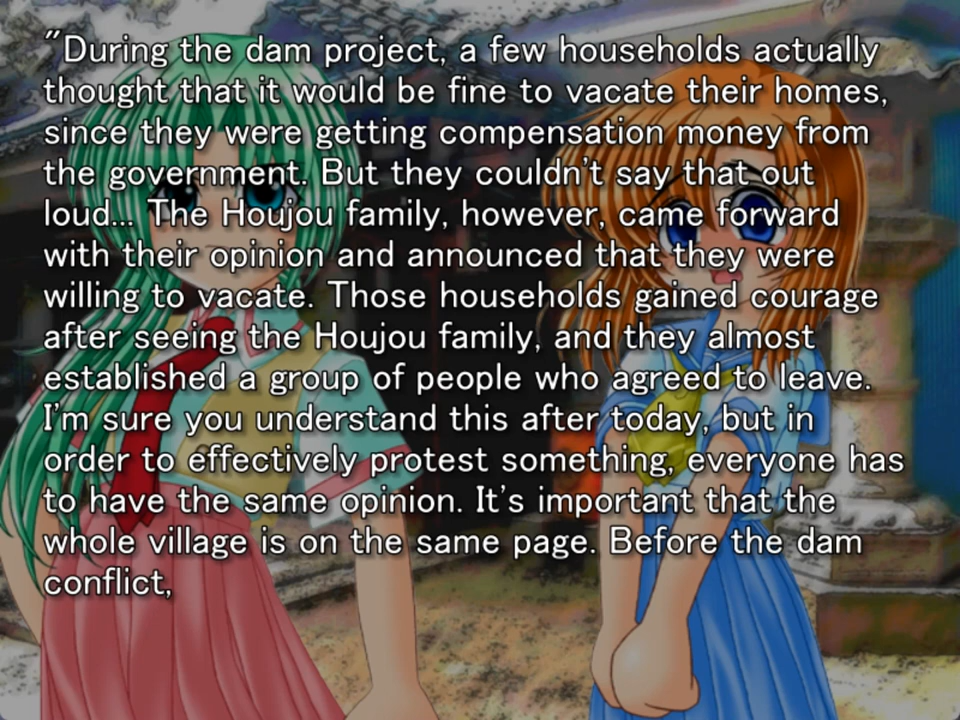 "During the dam project, a few households actually
thought that it would be fine to vacate their homes,
since they were getting compensation money from
the government. But they couldn't say that out
loud... The Houjou family, however, came forward
with their opinion and announced that they were
willing to vacate. Those households gained courage
after seeing the Houjou family, and they almost
established a group of people who agreed to leave.
I'm sure you understand this after today, but in
order to effectively protest something, everyone has
to have the same opinion. It's important that the
whole village is on the same page. Before the dam
conflict,